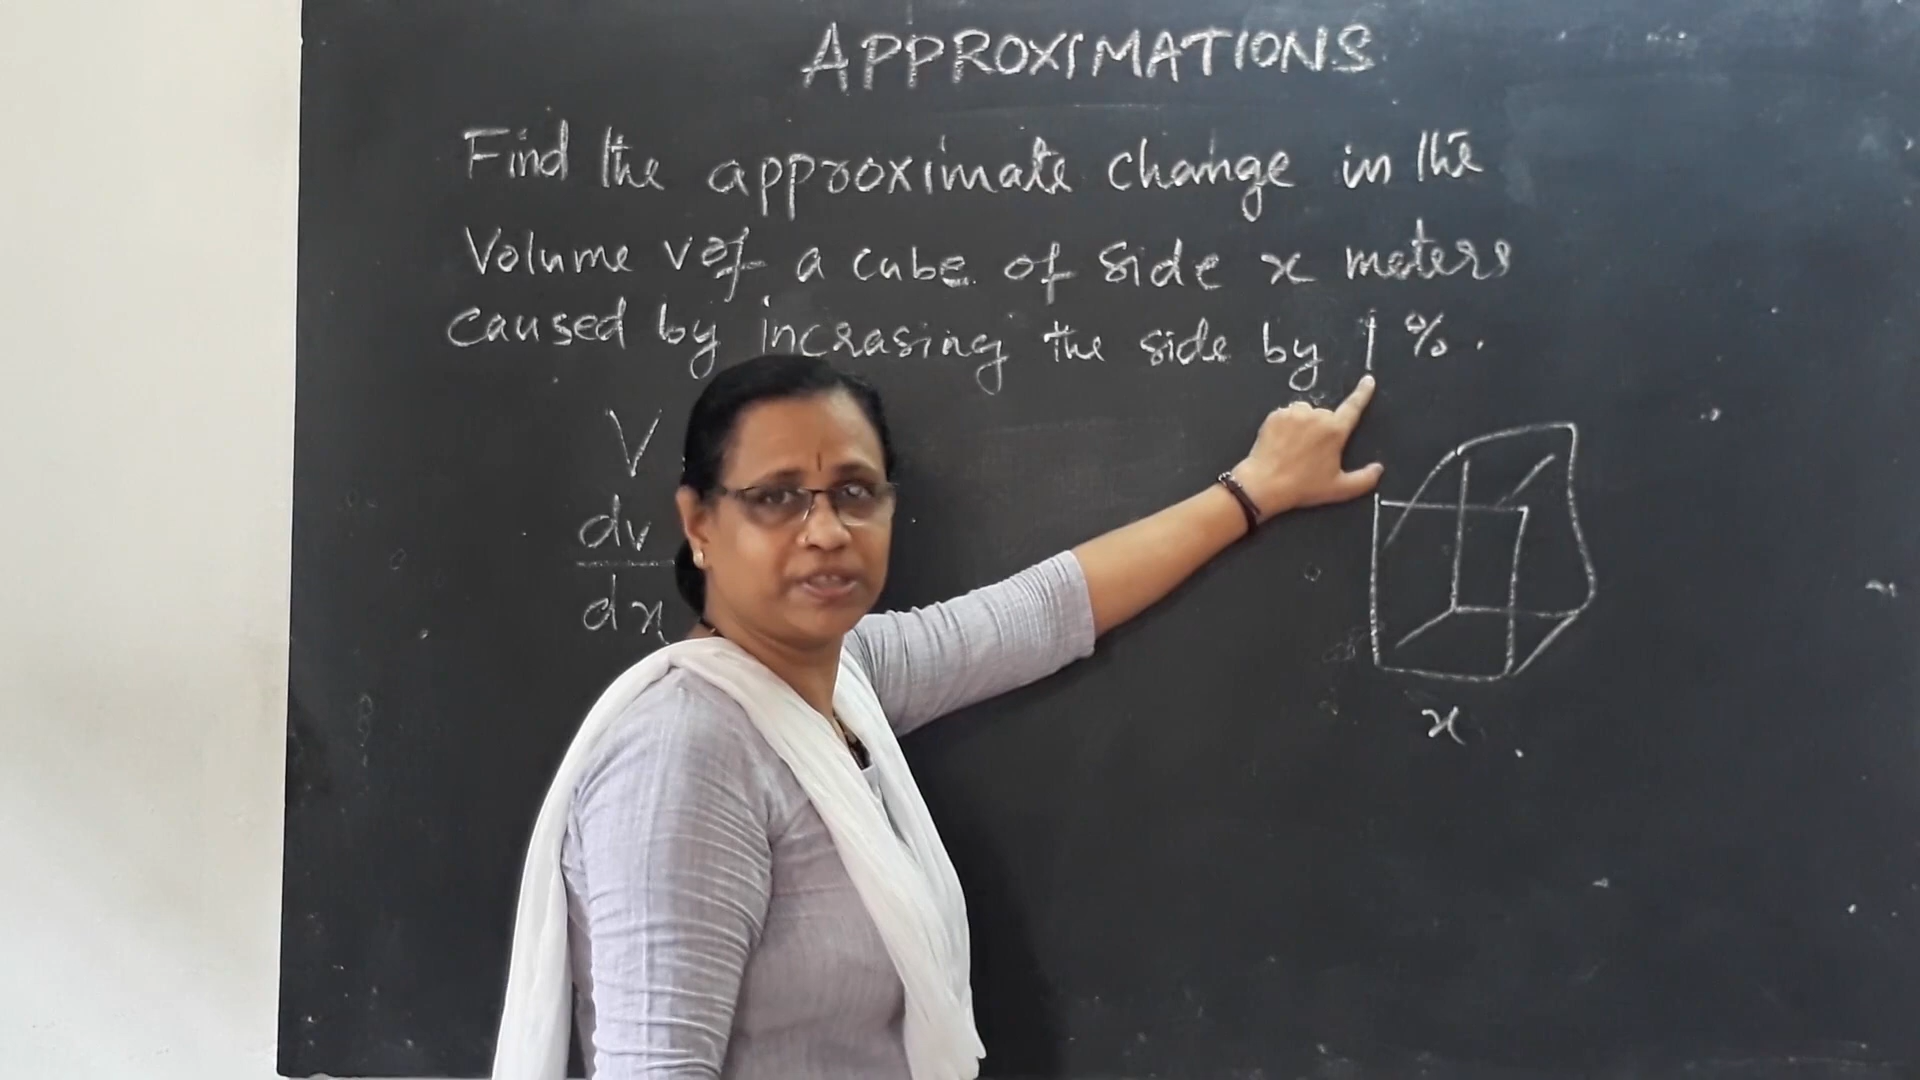 APPROXIMATIONS
Find the approximate change in the
Volume V of a cube of side x meters
caused by incrasing the side by 1 %.
V
dv
dx
x